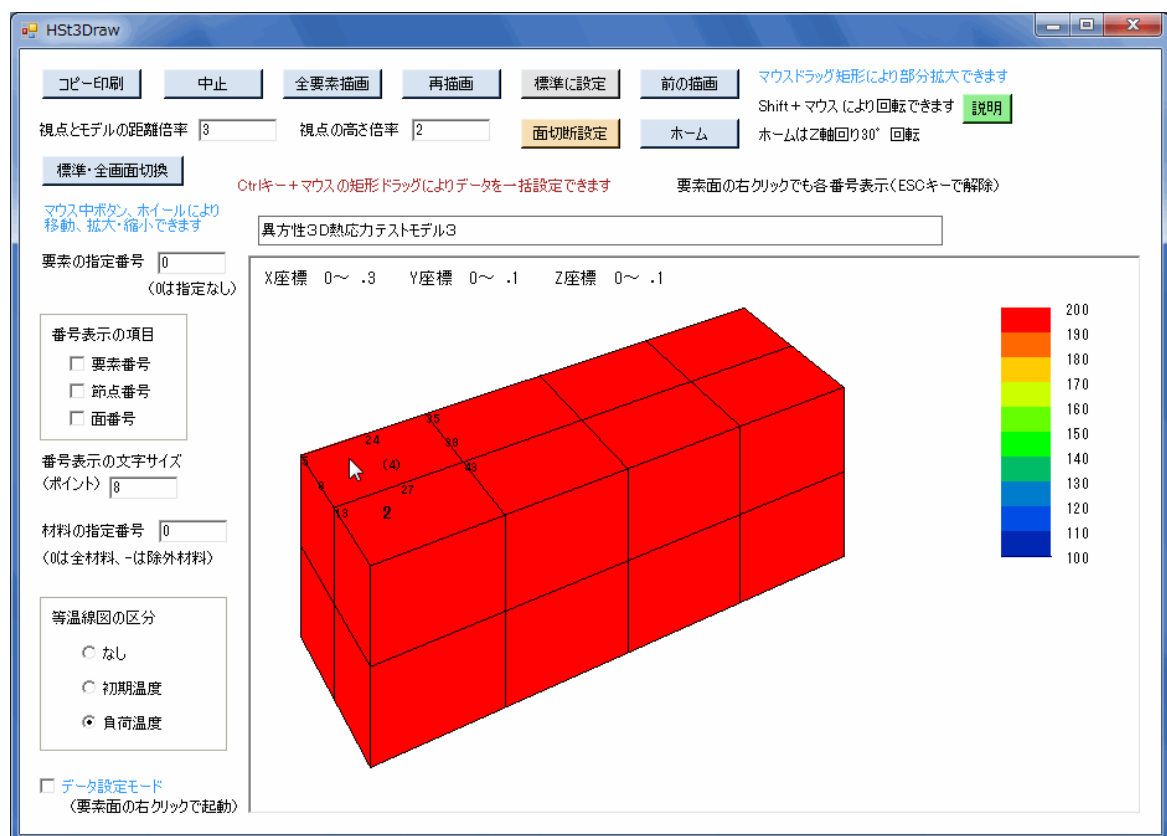 HSt3Draw
コピー印刷 中止 全要素描画 再描画 標準に設定 前の描画 マウスドラッグ矩形により部分拡大できます
Shift+マウス により回転できます 説明
視点とモデルの距離倍率 3 視点の高さ倍率 2 面切断設定 ホーム ホームはZ軸回り30° 回転
標準・全画面切換
Ctrlキー+マウスの矩形ドラッグによりデータを一括設定できます 要素面の右クリックでも各番号表示(ESCキーで解除)
マウス中ボタン、ホイールにより
移動、拡大・縮小できます
異方性3D熱応力テストモデル3
要素の指定番号 0
(0は指定なし)
X座標 0~ .3 Y座標 0~ .1 Z座標 0~ .1
番号表示の項目
要素番号
節点番号
面番号
番号表示の文字サイズ
(ポイント) 8
材料の指定番号 0
(0は全材料、-は除外材料)
等温線図の区分
なし
初期温度
負荷温度
データ設定モード
(要素面の右クリックで起動)
35
24
38
(4)
43
27
13
2
200
190
180
170
160
150
140
130
120
110
100